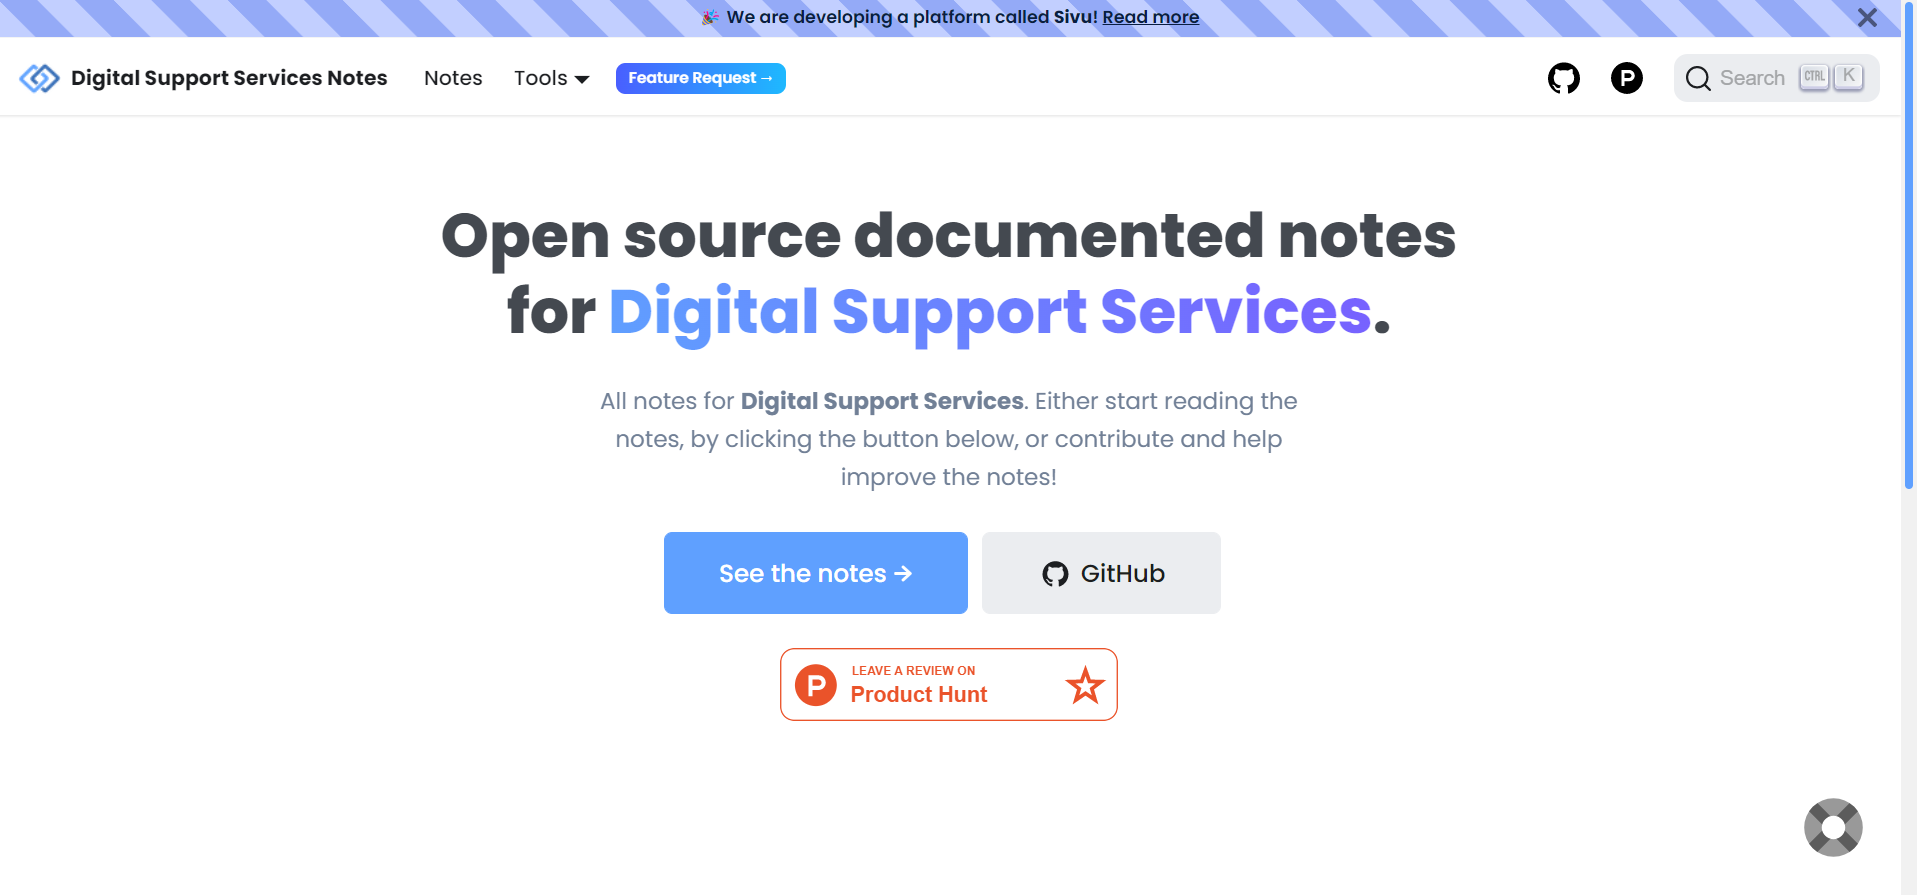 🎉 We are developing a platform called Sivu! Read more
Digital Support Services Notes
Notes
Tools
Feature Request →
P
Search
CTRL
K
Open source documented notes
for Digital Support Services.
All notes for Digital Support Services. Either start reading the
notes, by clicking the button below, or contribute and help
improve the notes!
See the notes →
GitHub
P
LEAVE A REVIEW ON
Product Hunt